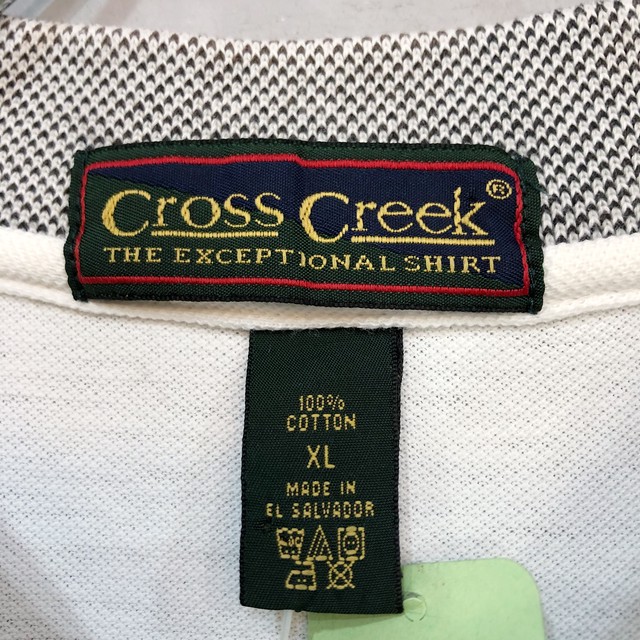 Cross Creek®
THE EXCEPTIONAL SHIRT
100%
COTTON
XL
MADE IN
EL SALVADOR